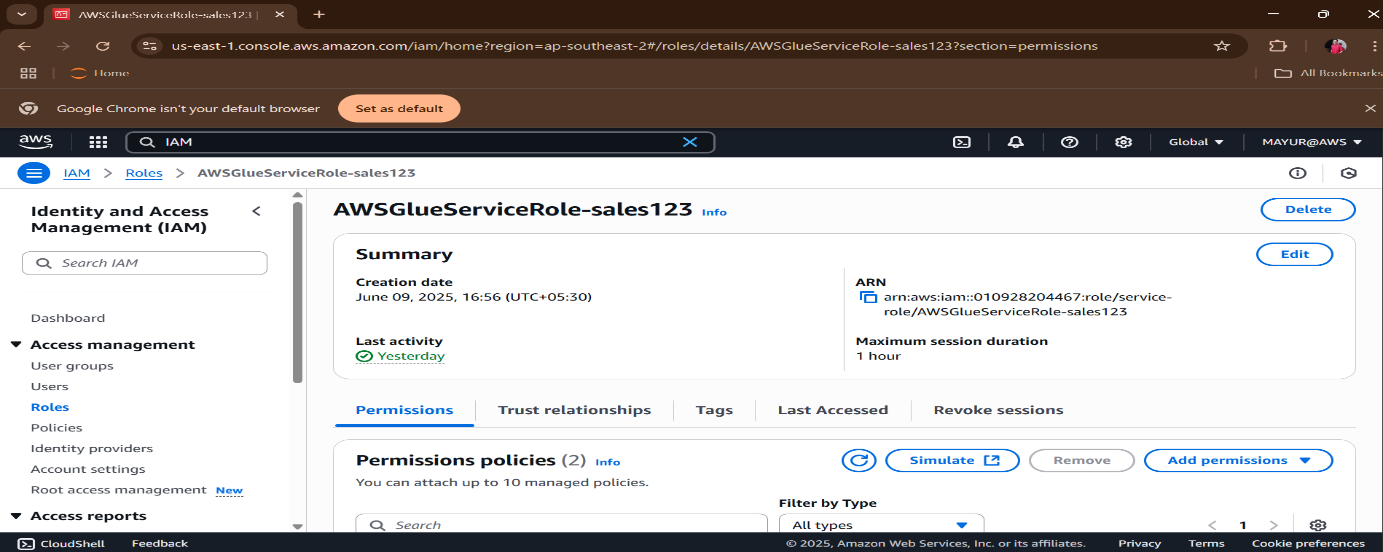 AWSGlueServiceRole-sales123 |
us-east-1.console.aws.amazon.com/iam/home?region=ap-southeast-2#/roles/details/AWSGlueServiceRole-sales123?section=permissions
Home
All Bookmarks
Google Chrome isn't your default browser
Set as default
aws
IAM
Global
MAYUR@AWS
IAM > Roles > AWSGlueServiceRole-sales123
Identity and Access
Management (IAM)
Search IAM
Dashboard
Access management
User groups
Users
Roles
Policies
Identity providers
Account settings
Root access management New
Access reports
AWSGlueServiceRole-sales123 Info
Delete
Summary
Edit
Creation date
June 09, 2025, 16:56 (UTC+05:30)
ARN
arn:aws:iam::010928204467:role/service-
role/AWSGlueServiceRole-sales123
Last activity
Yesterday
Maximum session duration
1 hour
Permissions
Trust relationships
Tags
Last Accessed
Revoke sessions
Permissions policies (2) Info
Simulate
Remove
Add permissions
You can attach up to 10 managed policies.
Filter by Type
Search
All types
1
CloudShell
Feedback
© 2025, Amazon Web Services, Inc. or its affiliates.
Privacy
Terms
Cookie preferences